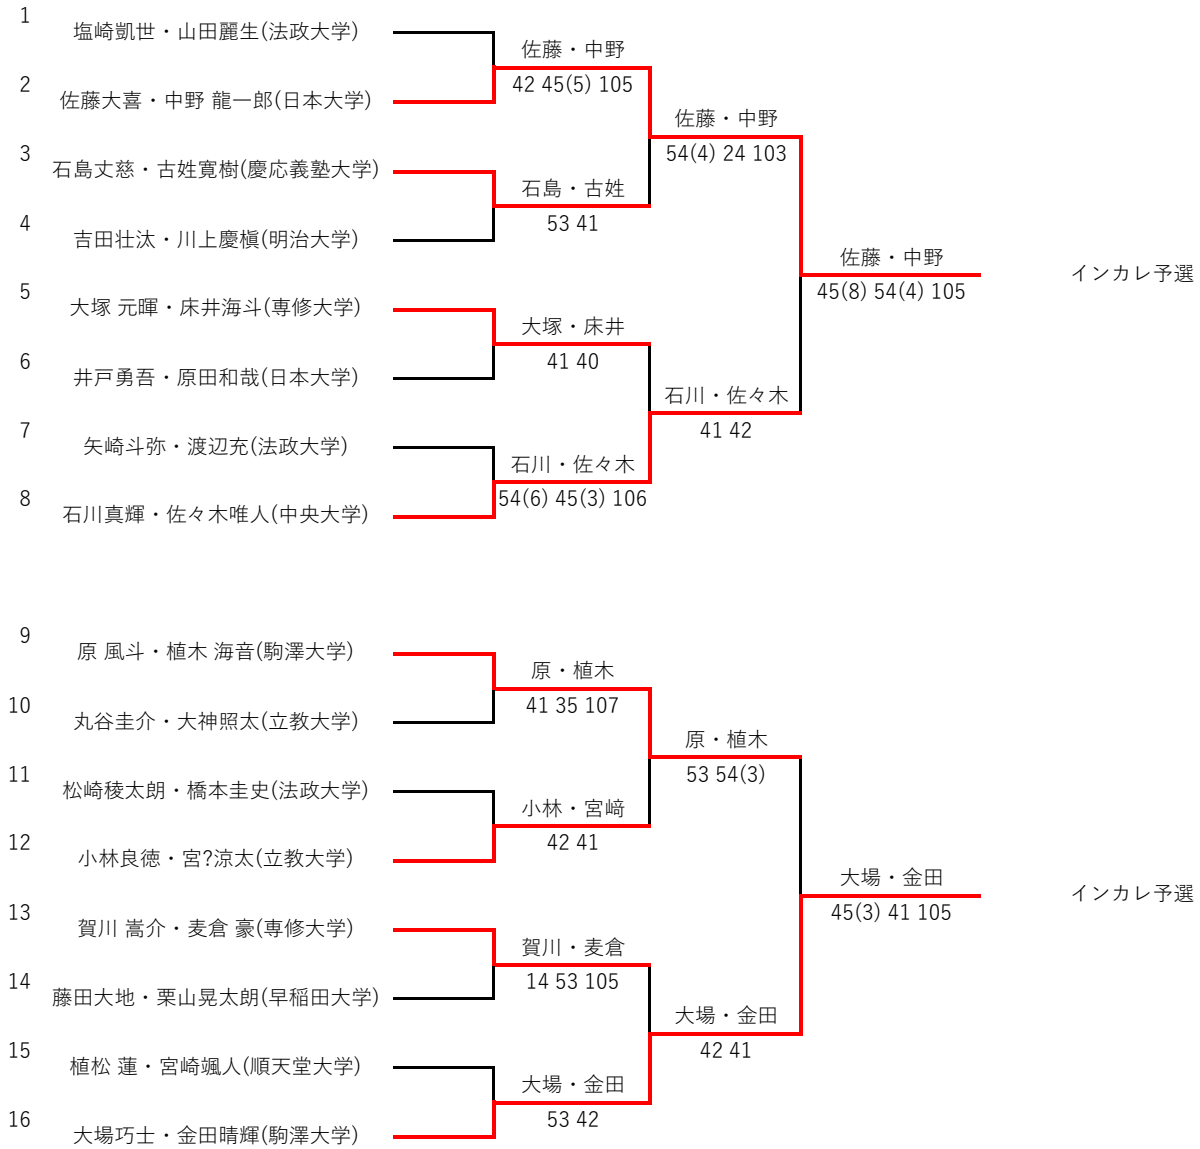 1 塩崎凱世・山田麗生(法政大学)
佐藤・中野
42 45(5) 105
2 佐藤大喜・中野 龍一郎(日本大学)
佐藤・中野
54(4) 24 103
3 石島丈慈・古姓寛樹(慶応義塾大学)
石島・古姓
53 41
4 吉田壮汰・川上慶槇(明治大学)
佐藤・中野
45(8) 54(4) 105
インカレ予選
5 大塚 元暉・床井海斗(専修大学)
大塚・床井
41 40
6 井戸勇吾・原田和哉(日本大学)
石川・佐々木
41 42
7 矢崎斗弥・渡辺充(法政大学)
石川・佐々木
54(6) 45(3) 106
8 石川真輝・佐々木唯人(中央大学)
9 原 風斗・植木 海音(駒澤大学)
原・植木
41 35 107
10 丸谷圭介・大神照太(立教大学)
原・植木
53 54(3)
11 松崎稜太朗・橋本圭史(法政大学)
小林・宮﨑
42 41
12 小林良徳・宮?涼太(立教大学)
大場・金田
45(3) 41 105
インカレ予選
13 賀川 嵩介・麦倉 豪(専修大学)
賀川・麦倉
14 53 105
14 藤田大地・栗山晃太朗(早稲田大学)
大場・金田
42 41
15 植松 蓮・宮崎颯人(順天堂大学)
大場・金田
53 42
16 大場巧士・金田晴輝(駒澤大学)